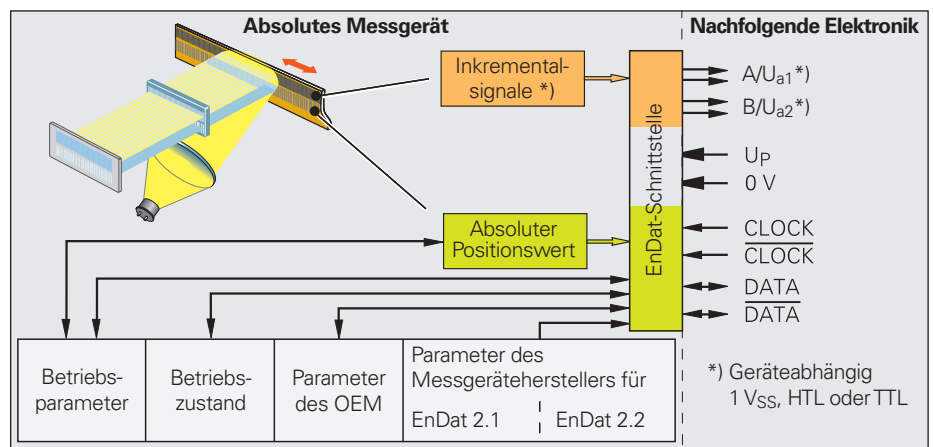 Absolutes Messgerät
Nachfolgende Elektronik
Inkremental-
signale *)
A/Ua1*)
B/Ua2*)
UP
0 V
EnDat-Schnittstelle
Absoluter
Positionswert
CLOCK
CLOCK
DATA
DATA
Betriebs-
parameter
Betriebs-
zustand
Parameter
des OEM
Parameter des
Messgeräteherstellers für
EnDat 2.1
EnDat 2.2
*) Geräteabhängig
1 VSS, HTL oder TTL